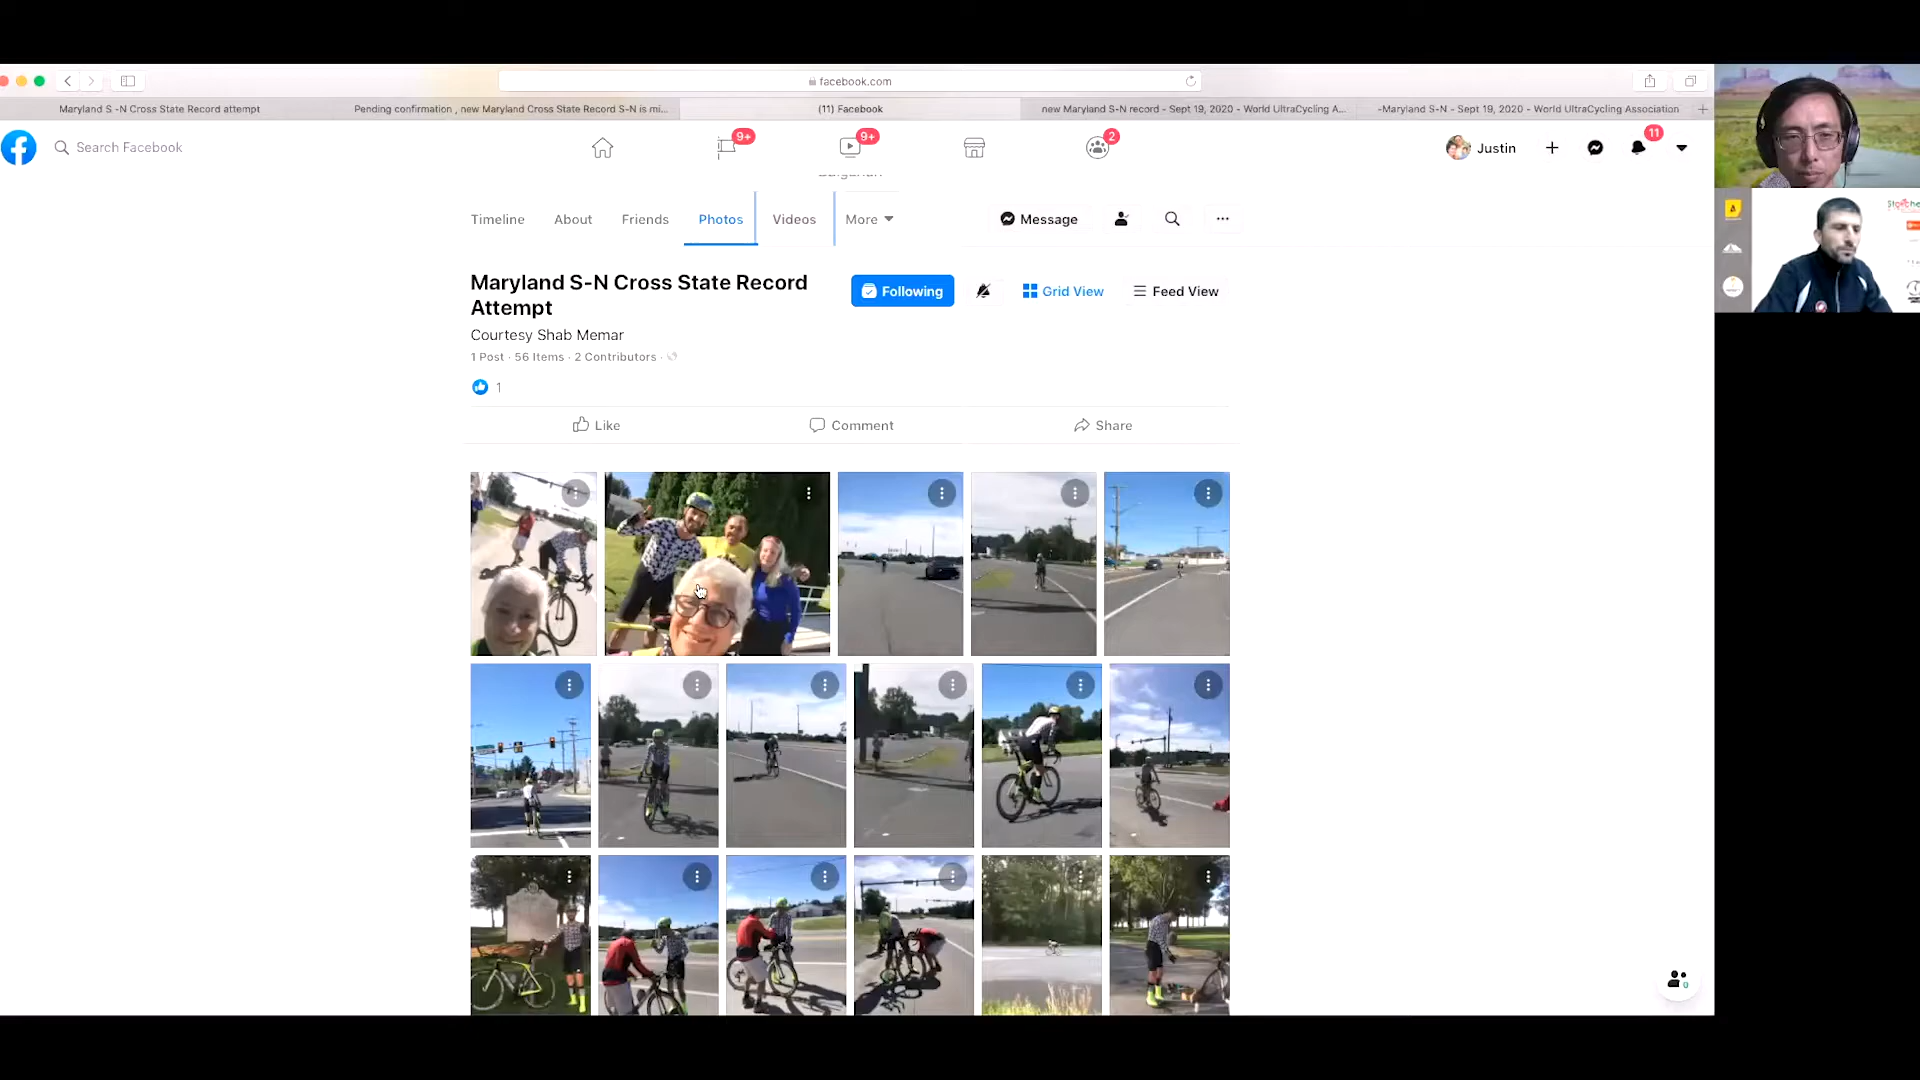 facebook.com
Maryland S -N Cross State Record attempt
Pending confirmation , new Maryland Cross State Record S-N is mi...
(11) Facebook
new Maryland S-N record - Sept 19, 2020 - World UltraCycling A...
-Maryland S-N - Sept 19, 2020 - World UltraCycling Association
Search Facebook
9+
9+
2
Justin
11
Timeline
About
Friends
Photos
Videos
More
Message
Maryland S-N Cross State Record
Attempt
Following
Grid View
Feed View
Courtesy Shab Memar
1 Post · 56 Items · 2 Contributors ·
1
Like
Comment
Share
0